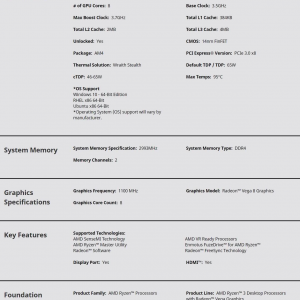 # of GPU Cores: 8
Base Clock: 3.5GHz
Max Boost Clock: 3.7GHz
Total L1 Cache: 384KB
Total L2 Cache: 2MB
Total L3 Cache: 4MB
Unlocked: Yes
CMOS: 14nm FinFET
Package: AM4
PCI Express® Version: PCIe 3.0 x8
Thermal Solution: Wraith Stealth
Default TDP / TDP: 65W
cTDP: 46-65W
Max Temps: 95°C
*OS Support
Windows 10 - 64-Bit Edition
RHEL x86 64-Bit
Ubuntu x86 64-Bit
*Operating System (OS) support will vary by
manufacturer.
System Memory
System Memory Specification: 2993MHz
System Memory Type: DDR4
Memory Channels: 2
Graphics
Specifications
Graphics Frequency: 1100 MHz
Graphics Model: Radeon™ Vega 8 Graphics
Graphics Core Count: 8
Key Features
Supported Technologies:
AMD SenseMI Technology
AMD VR Ready Processors
AMD Ryzen™ Master Utility
Enmotus FuzeDrive™ for AMD Ryzen™
Radeon™ Software
Radeon™ FreeSync Technology
Display Port: Yes
HDMI™: Yes
Foundation
Product Family: AMD Ryzen™ Processors
Product Line: AMD Ryzen™ 3 Desktop Processors
with Radeon™ Vega Graphics